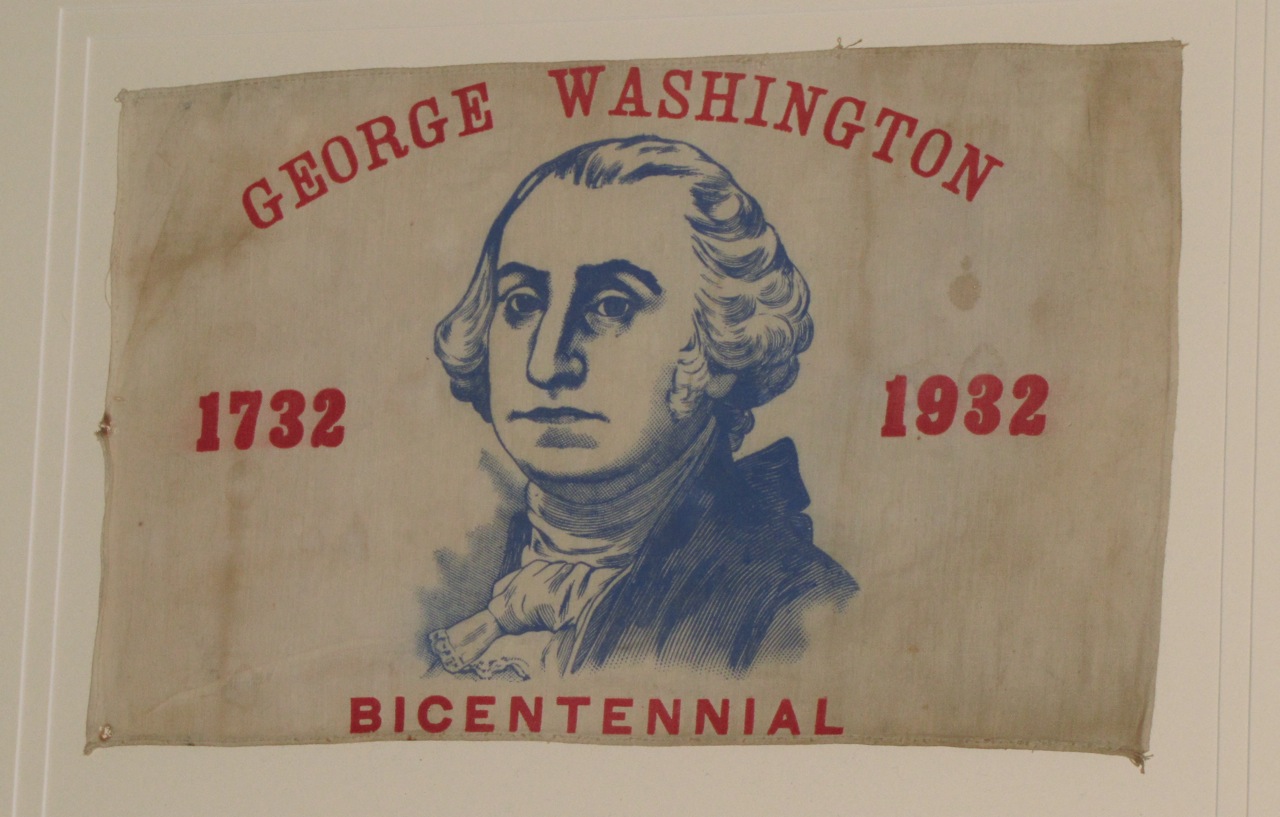 GEORGE WASHINGTON
1732 1932
BICENTENNIAL